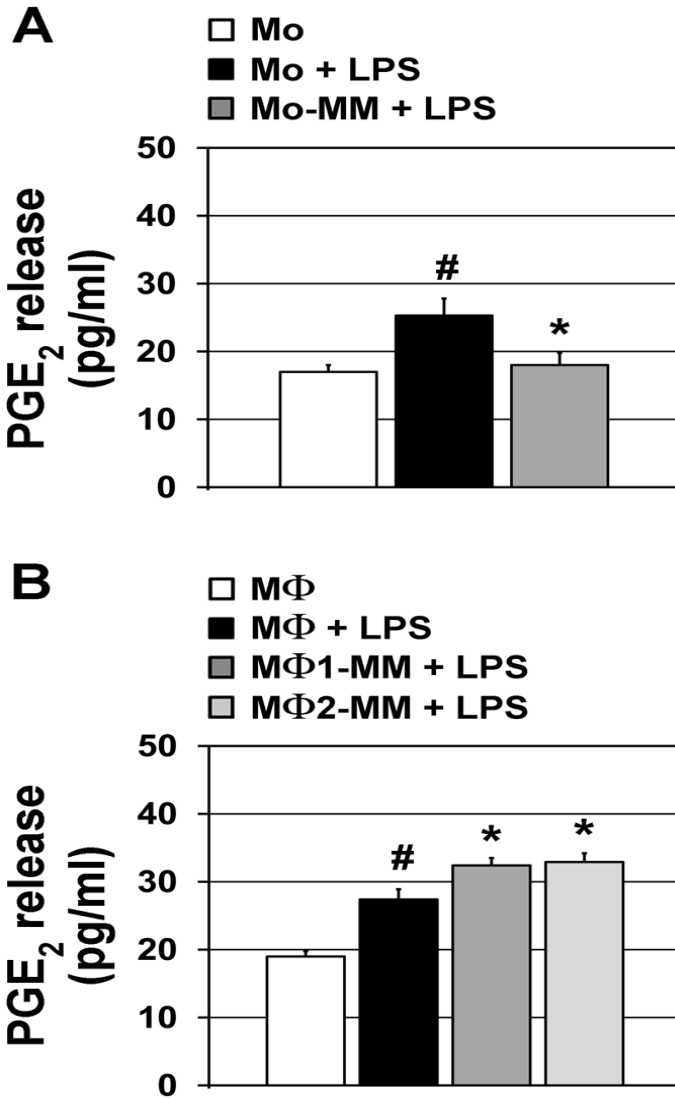 A
Mo
Mo + LPS
Mo-MM + LPS
PGE₂ release
(pg/ml)
50
40
30
20
10
0
#
*
B
MΦ
MΦ + LPS
MΦ1-MM + LPS
MΦ2-MM + LPS
PGE₂ release
(pg/ml)
50
40
30
20
10
0
#
*
*